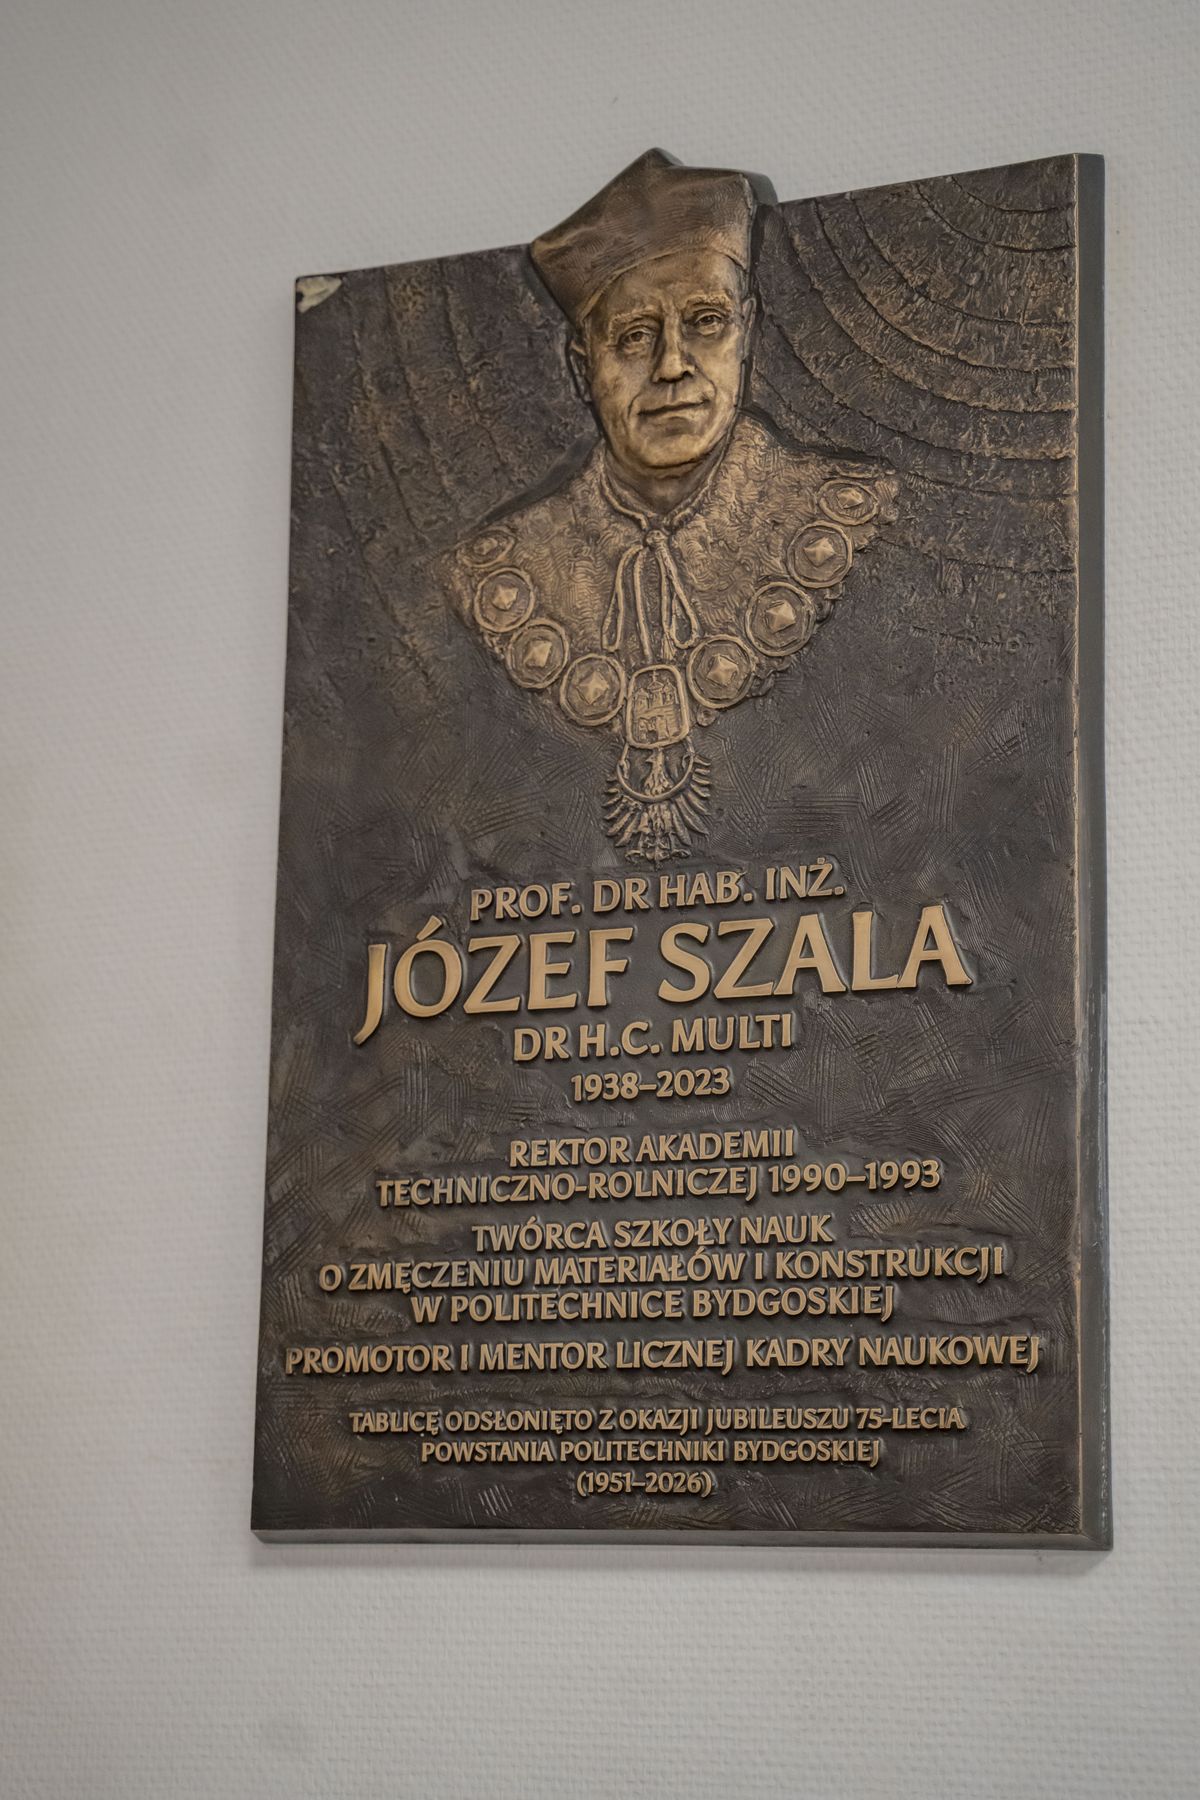 PROF. DR HAB. INŻ.
JÓZEF SZALA
DR H.C. MULTI
1938–2023
REKTOR AKADEMII
TECHNICZNO-ROLNICZEJ 1990–1993
TWÓRCA SZKOŁY NAUK
O ZMĘCZENIU MATERIAŁÓW I KONSTRUKCJI
W POLITECHNICE BYDGOSKIEJ
PROMOTOR I MENTOR LICZNEJ KADRY NAUKOWEJ
TABLICĘ ODSŁONIĘTO Z OKAZJI JUBILEUSZU 75-LECIA
POWSTANIA POLITECHNIKI BYDGOSKIEJ
(1951–2026)